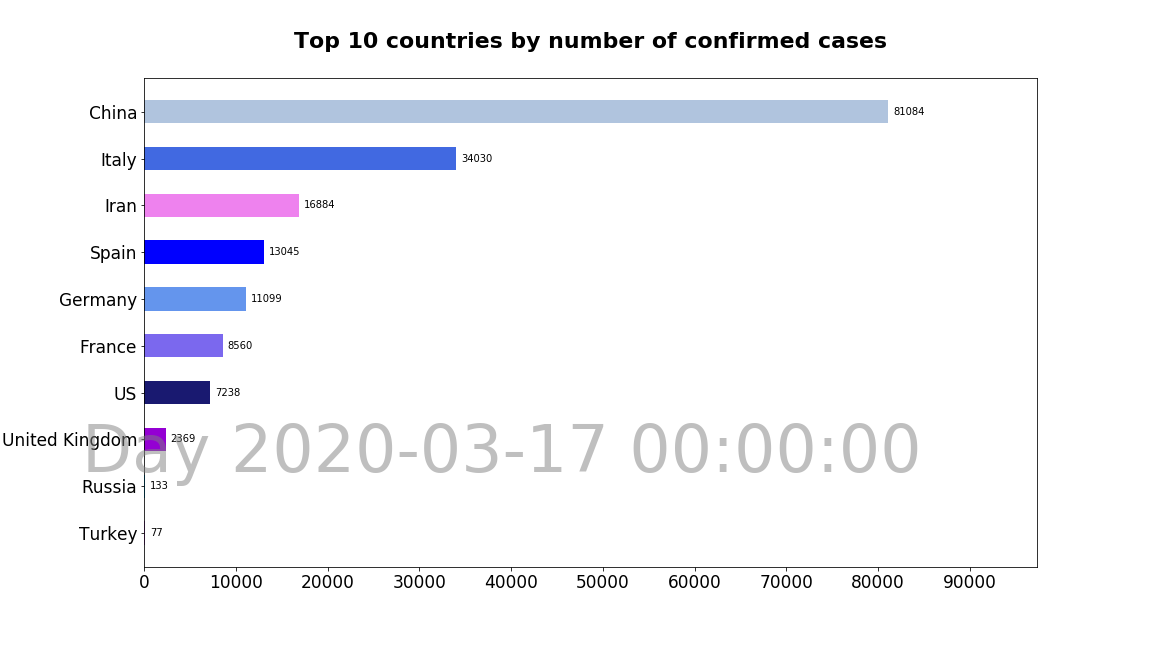 Top 10 countries by number of confirmed cases
China 81084
Italy 34030
Iran 16884
Spain 13045
Germany 11099
France 8560
US 7238
United Kingdom 2369
Day 2020-03-17 00:00:00
Russia 133
Turkey 77
0 10000 20000 30000 40000 50000 60000 70000 80000 90000